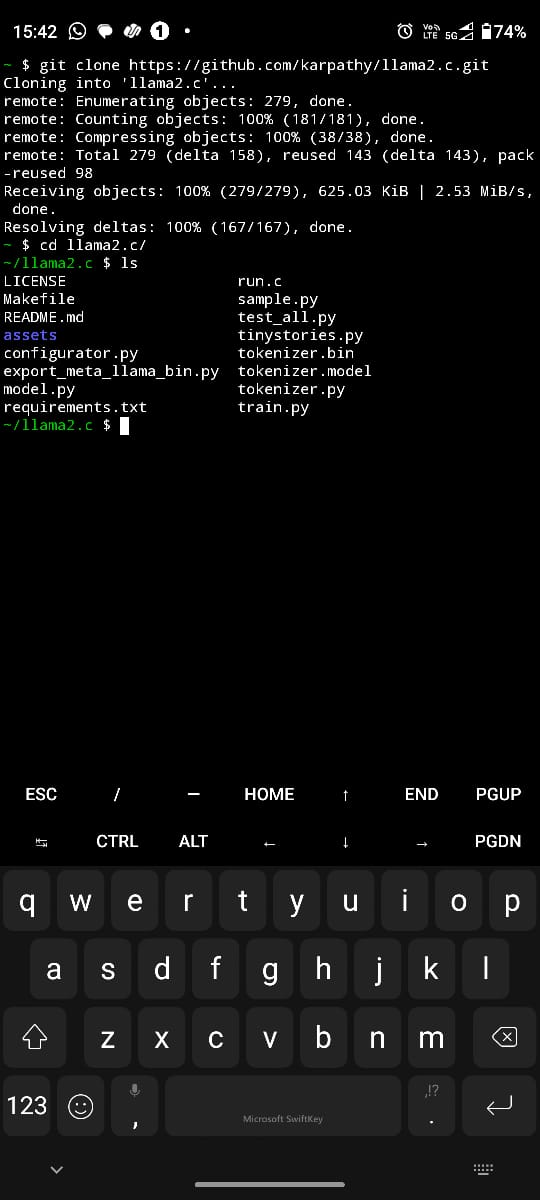 15:42 1 VoLTE 5G 74%
~ $ git clone https://github.com/karpathy/llama2.c.git
Cloning into 'llama2.c'...
remote: Enumerating objects: 279, done.
remote: Counting objects: 100% (181/181), done.
remote: Compressing objects: 100% (38/38), done.
remote: Total 279 (delta 158), reused 143 (delta 143), pack
-reused 98
Receiving objects: 100% (279/279), 625.03 KiB | 2.53 MiB/s,
 done.
Resolving deltas: 100% (167/167), done.
~ $ cd llama2.c/
~/llama2.c $ ls
LICENSE run.c
Makefile sample.py
README.md test_all.py
assets tinystories.py
configurator.py tokenizer.bin
export_meta_llama_bin.py tokenizer.model
model.py tokenizer.py
requirements.txt train.py
~/llama2.c $
ESC / — HOME ↑ END PGUP
↹ CTRL ALT ← ↓ → PGDN
q w e r t y u i o p
a s d f g h j k l
z x c v b n m
123 , Microsoft SwiftKey ,!? .